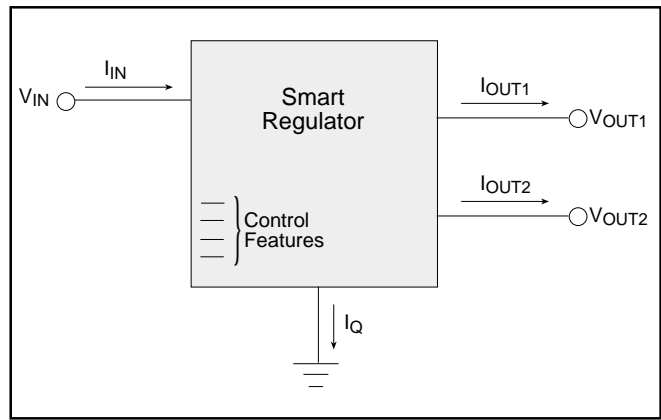 I_IN
V_IN
Smart
Regulator
I_OUT1
V_OUT1
I_OUT2
V_OUT2
Control
Features
I_Q